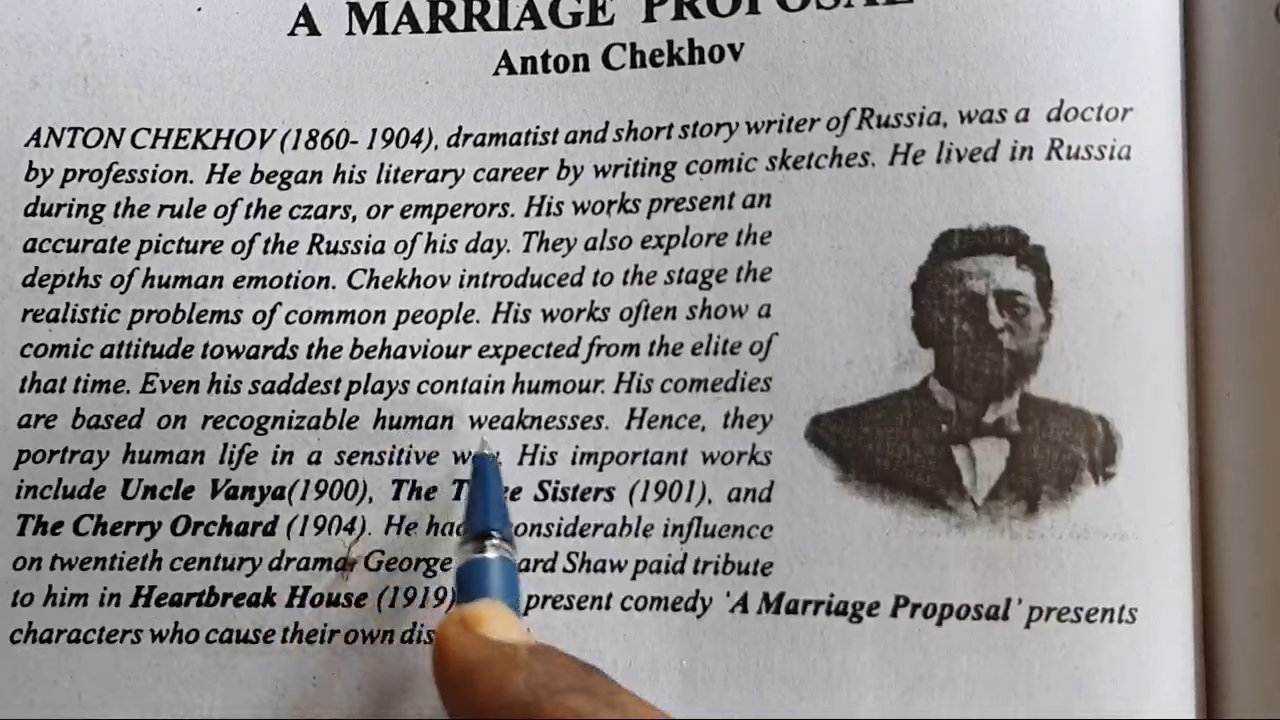 A MARRIAGE PROPOSAL
Anton Chekhov
ANTON CHEKHOV (1860- 1904), dramatist and short story writer of Russia, was a doctor
by profession. He began his literary career by writing comic sketches. He lived in Russia
during the rule of the czars, or emperors. His works present an
accurate picture of the Russia of his day. They also explore the
depths of human emotion. Chekhov introduced to the stage the
realistic problems of common people. His works often show a
comic attitude towards the behaviour expected from the elite of
that time. Even his saddest plays contain humour. His comedies
are based on recognizable human weaknesses. Hence, they
portray human life in a sensitive His important works
include Uncle Vanya(1900), The Sisters (1901), and
The Cherry Orchard (1904). He had considerable influence
on twentieth century drama, George Shaw paid tribute
to him in Heartbreak House (1919) present comedy 'A Marriage Proposal' presents
characters who cause their own